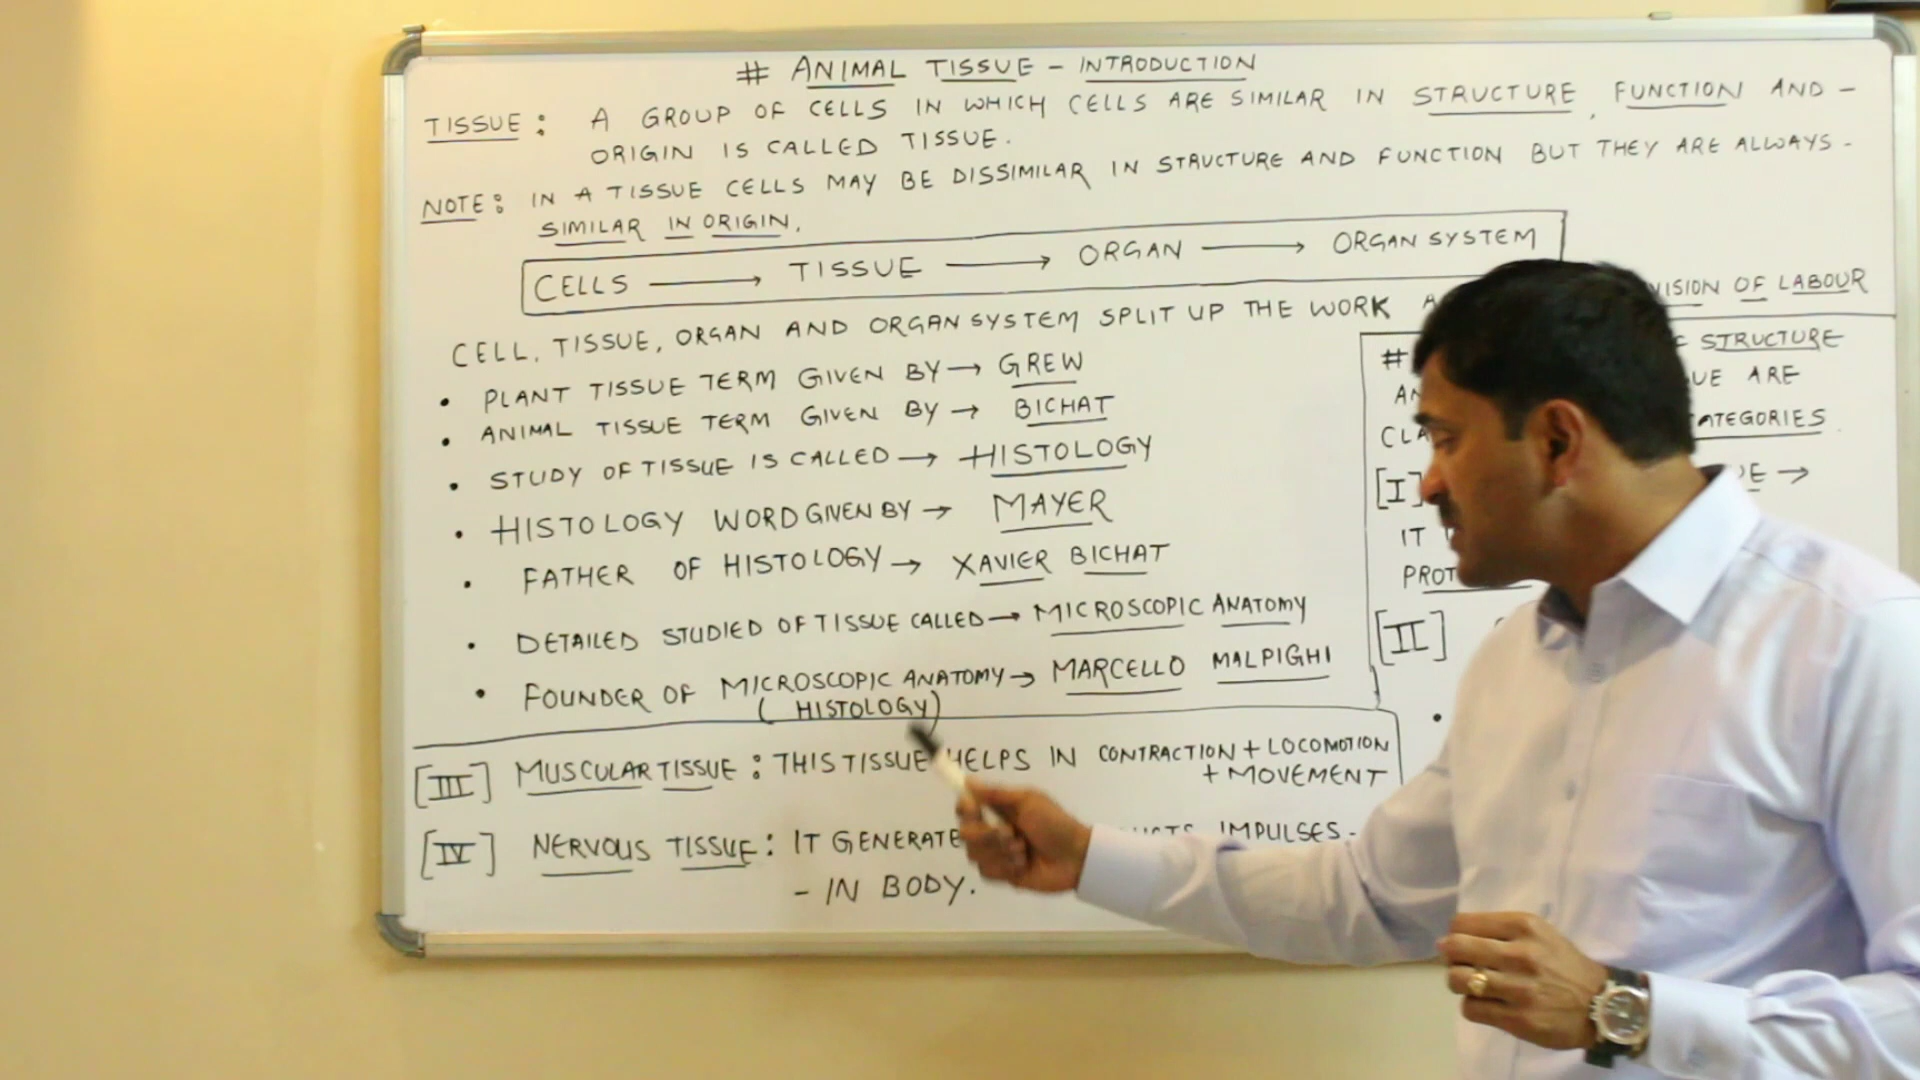 # ANIMAL TISSUE - INTRODUCTION
TISSUE : A GROUP OF CELLS IN WHICH CELLS ARE SIMILAR IN STRUCTURE, FUNCTION AND -
ORIGIN IS CALLED TISSUE.
NOTE : IN A TISSUE CELLS MAY BE DISSIMILAR IN STRUCTURE AND FUNCTION BUT THEY ARE ALLWAYS -
SIMILAR IN ORIGIN.
CELLS → TISSUE → ORGAN → ORGAN SYSTEM
CELL, TISSUE, ORGAN AND ORGAN SYSTEM SPLIT UP THE WORK OF LABOUR
• PLANT TISSUE TERM GIVEN BY → GREW
• ANIMAL TISSUE TERM GIVEN BY → BICHAT
• STUDY OF TISSUE IS CALLED → HISTOLOGY
• HISTOLOGY WORD GIVEN BY → MAYER
• FATHER OF HISTOLOGY → XAVIER BICHAT
• DETAILED STUDIED OF TISSUE CALLED → MICROSCOPIC ANATOMY
• FOUNDER OF MICROSCOPIC ANATOMY → MARCELLO MALPIGHI
( HISTOLOGY )
# STRUCTURE
ARE
[I] →
IT
[II]
•
[III] MUSCULAR TISSUE : THIS TISSUE HELPS IN CONTRACTION + LOCOMOTION
+ MOVEMENT
[IV] NERVOUS TISSUE : IT GENERATE IMPULSES -
- IN BODY.